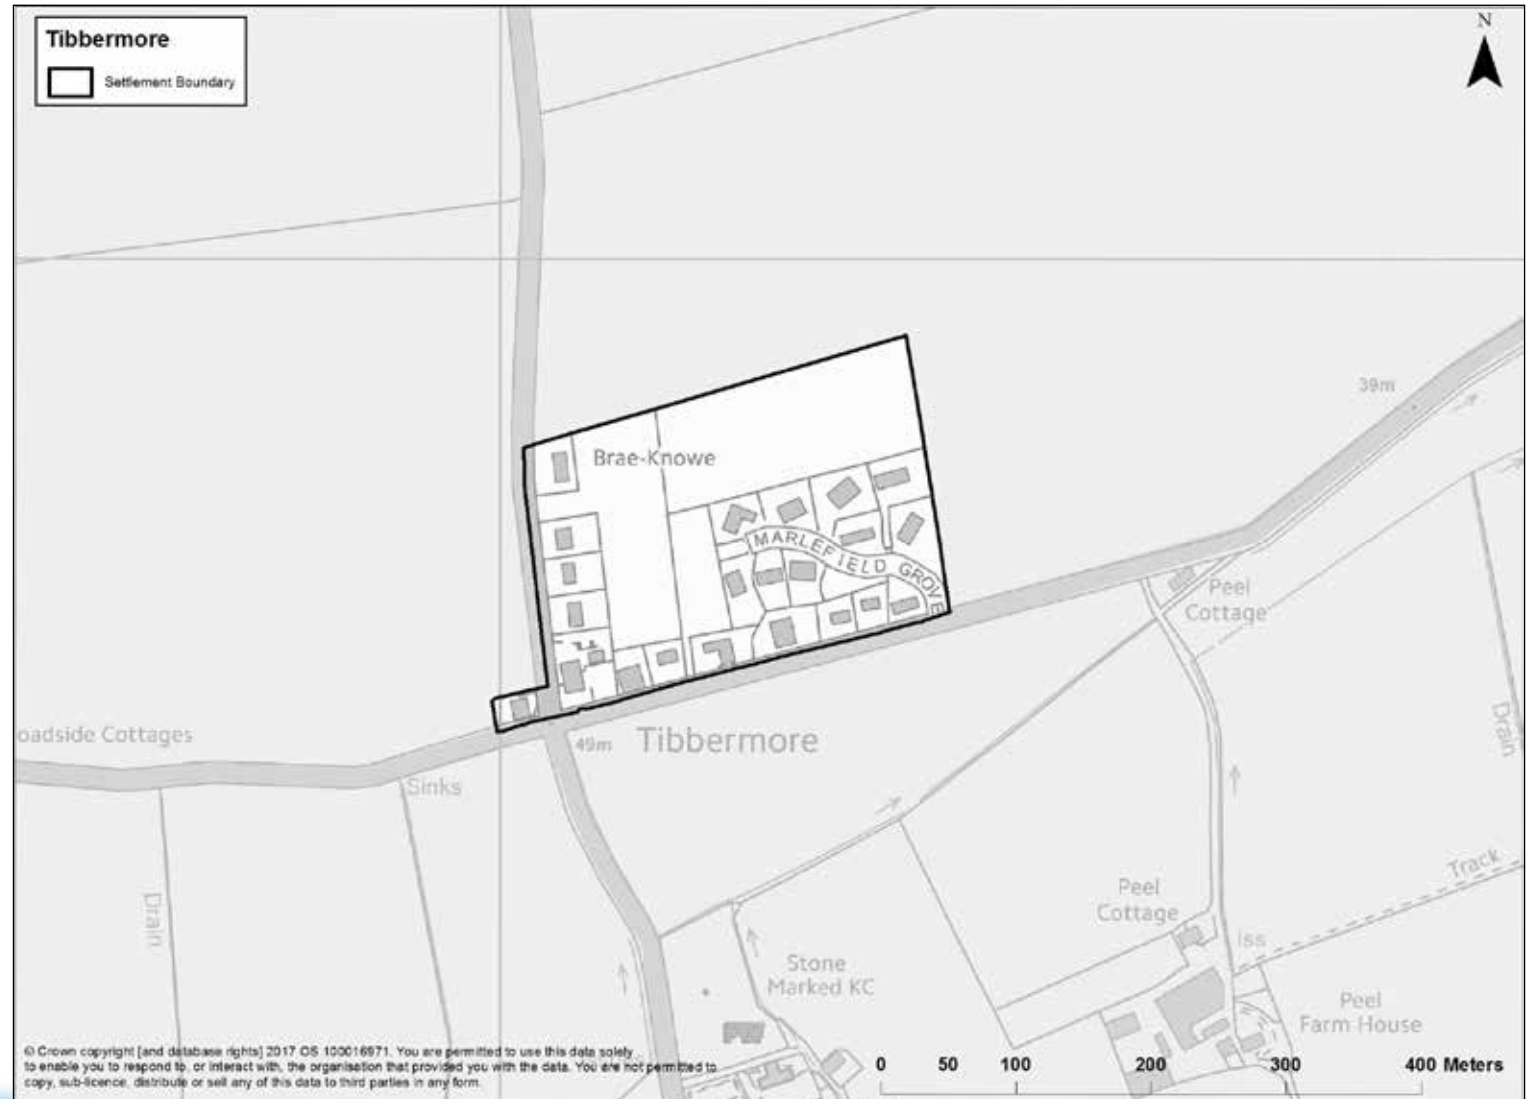 Tibbermore
Settlement Boundary
N
39m
Brae-Knowe
MARLEFIELD GROVE
Peel
Cottage
oadside Cottages
49m
Tibbermore
Sinks
Drain
Drain
Track
Peel
Cottage
Iss
Stone
Marked KC
Peel
Farm House
© Crown copyright [and database rights] 2017 OS 100016971. You are permitted to use this data solely
to enable you to respond to, or interact with, the organisation that provided you with the data. You are not permitted to
copy, sub-licence, distribute or sell any of this data to third parties in any form.
0 50 100 200 300 400 Meters